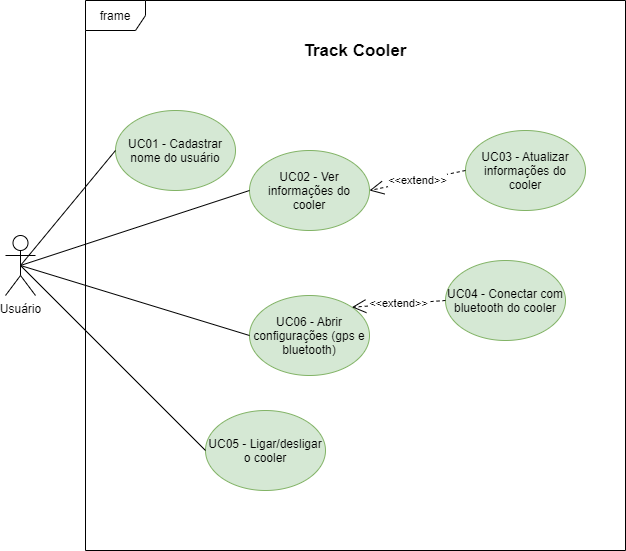 frame
Track Cooler
UC01 - Cadastrar
nome do usuário
UC02 - Ver
informações do
cooler
<<extend>>
UC03 - Atualizar
informações do
cooler
Usuário
UC06 - Abrir
configurações (gps e
bluetooth)
<<extend>>
UC04 - Conectar com
bluetooth do cooler
UC05 - Ligar/desligar
o cooler